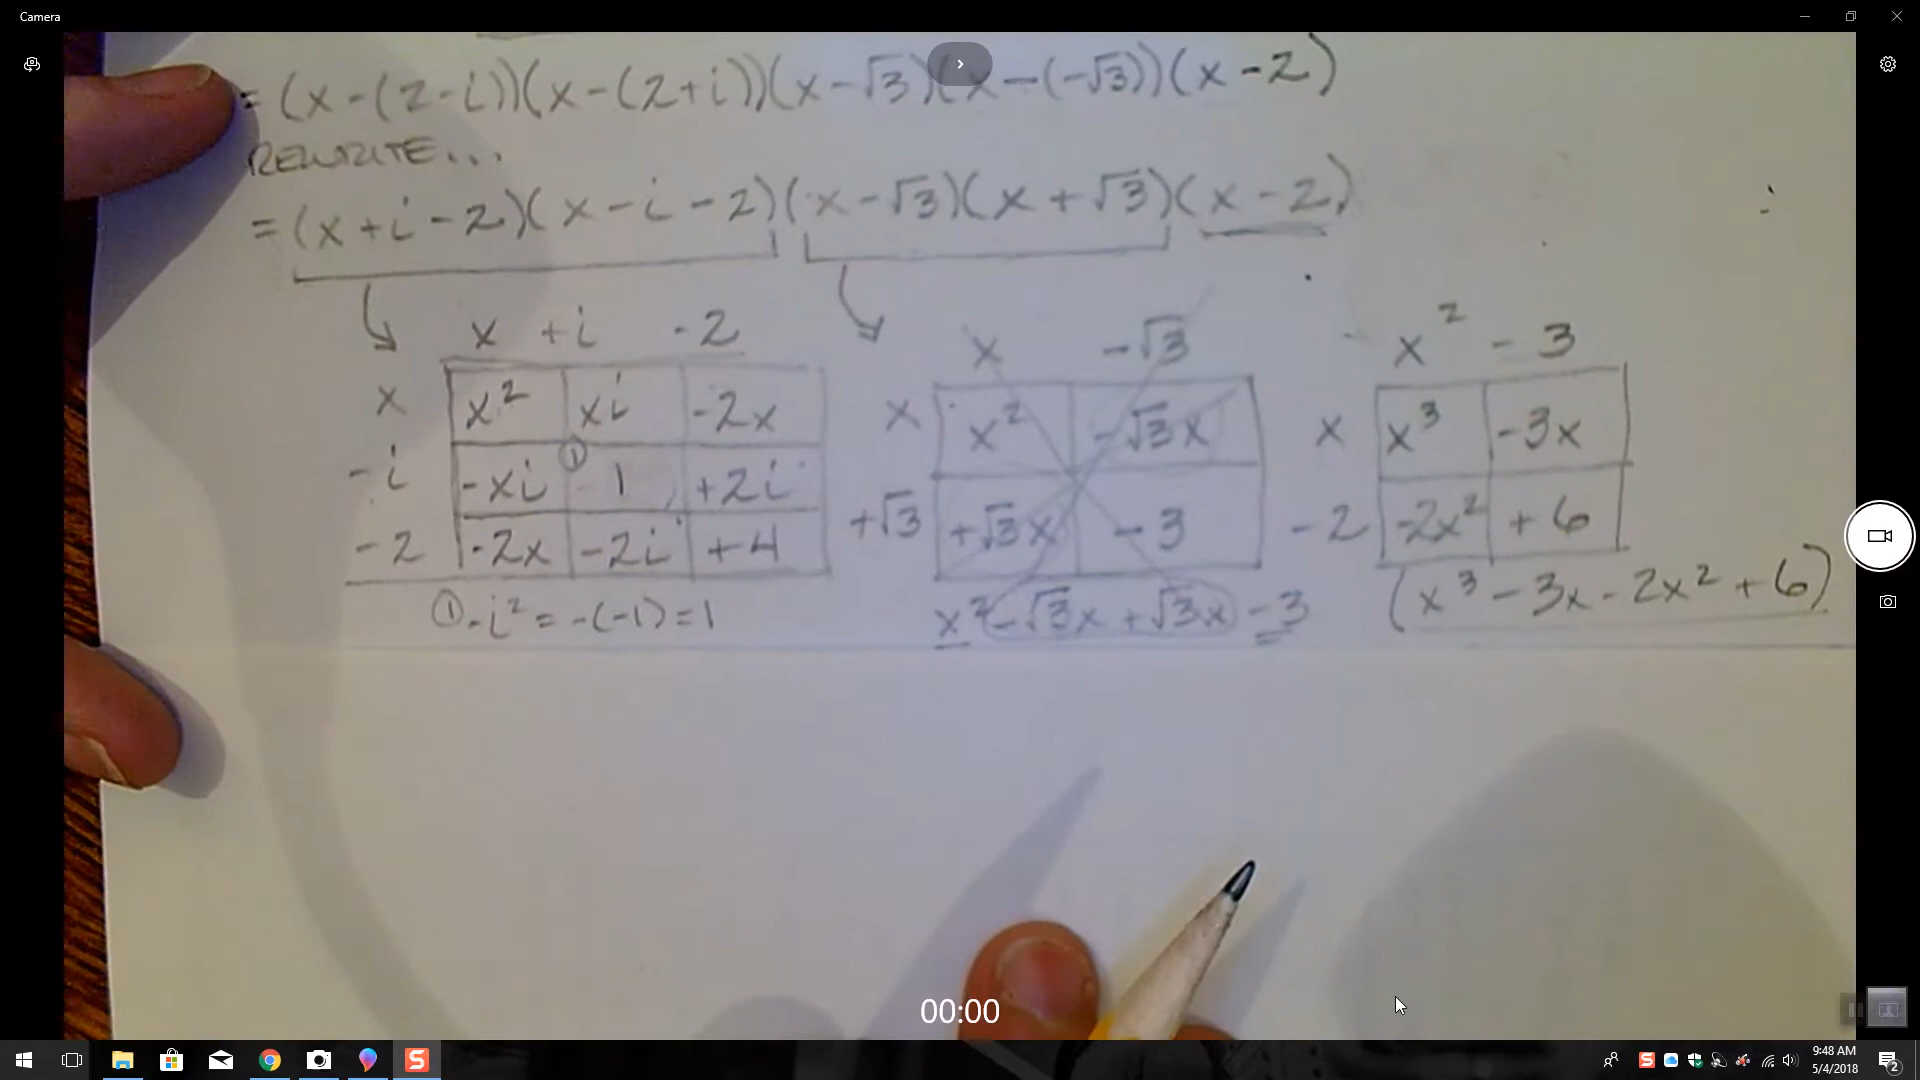 Camera
= (x-(2-i))(x-(2+i))(x-√3)(x-(-√3))(x-2)
REWRITE...
= (x+i-2)(x-i-2)(x-√3)(x+√3)(x-2)
x +i -2
x x² xi -2x
-i -xi ① 1 +2i
-2 -2x -2i +4
① -i² = -(-1) = 1
x -√3
x x² -√3x
+√3 +√3x -3
x² -√3x +√3x -3
x² -3
x x³ -3x
-2 -2x² +6
(x³ -3x -2x² +6)
00:00
9:48 AM
5/4/2018
2